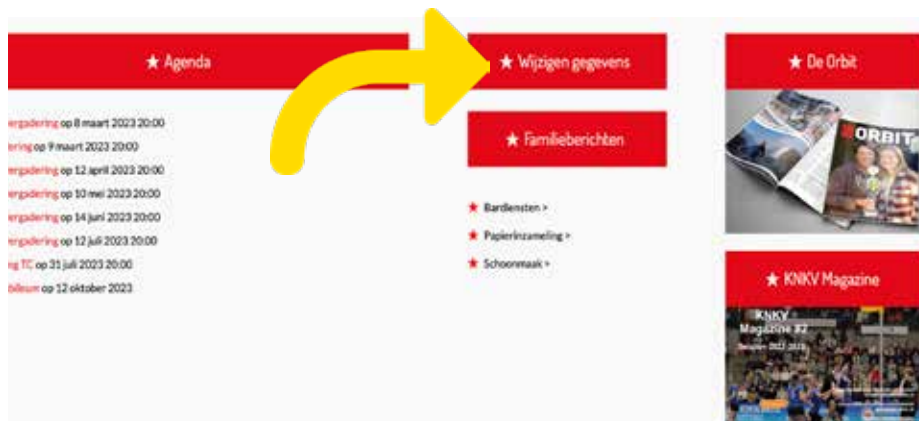 ★ Agenda
ergadering op 8 maart 2023 20:00
ering op 9 maart 2023 20:00
ergadering op 12 april 2023 20:00
ergadering op 10 mei 2023 20:00
ergadering op 14 juni 2023 20:00
ergadering op 12 juli 2023 20:00
ng TC op 31 juli 2023 20:00
op 12 oktober 2023
★ Wijzigen gegevens
★ Familieberichten
★ Bardiensten >
★ Papierinzameling >
★ Schoonmaak >
★ De Orbit
ORBIT
★ KNKV Magazine
KNKV
Magazine #2